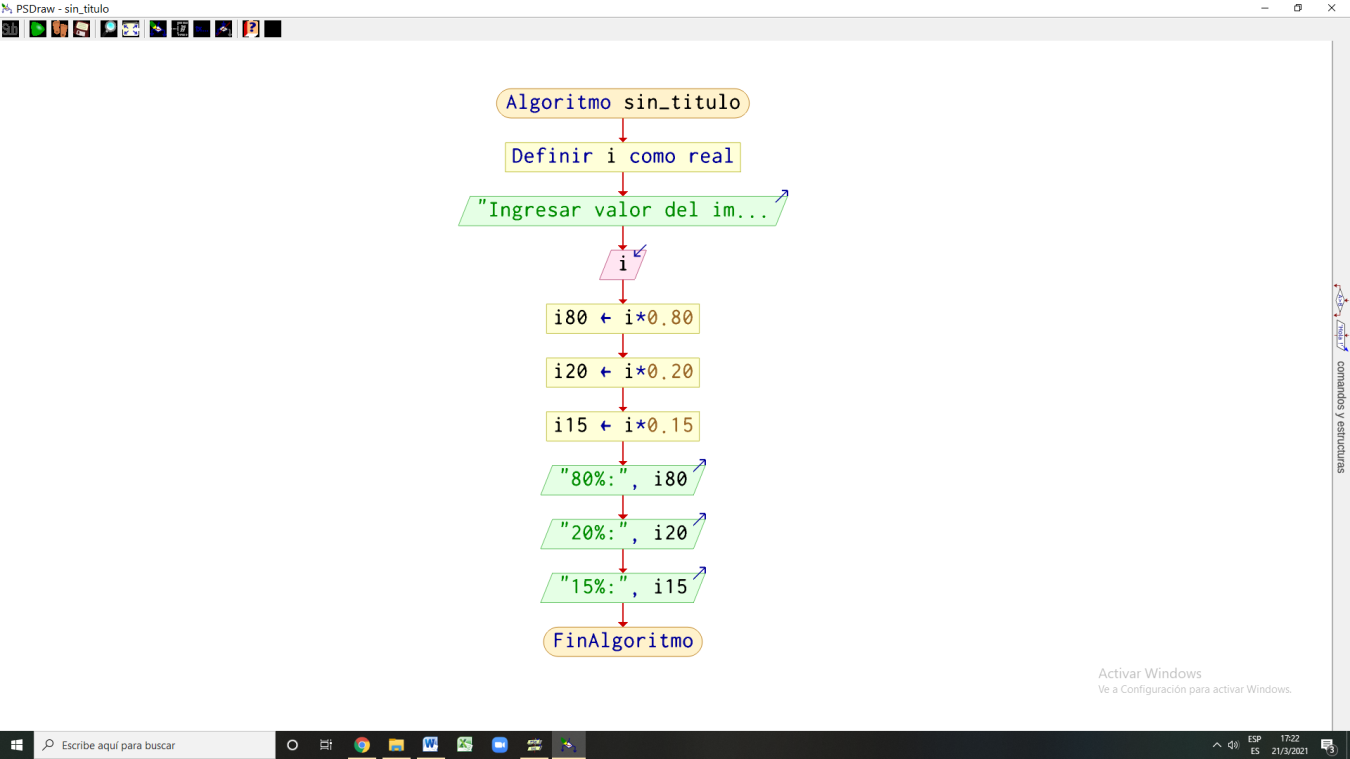 PSDraw - sin_titulo
Sub
Algoritmo sin_titulo
Definir i como real
"Ingresar valor del im...
i
i80 ← i*0.80
i20 ← i*0.20
i15 ← i*0.15
"80%:", i80
"20%:", i20
"15%:", i15
FinAlgoritmo
comandos y estructuras
Activar Windows
Ve a Configuración para activar Windows.
Escribe aquí para buscar
ESP
ES
17:22
21/3/2021
3